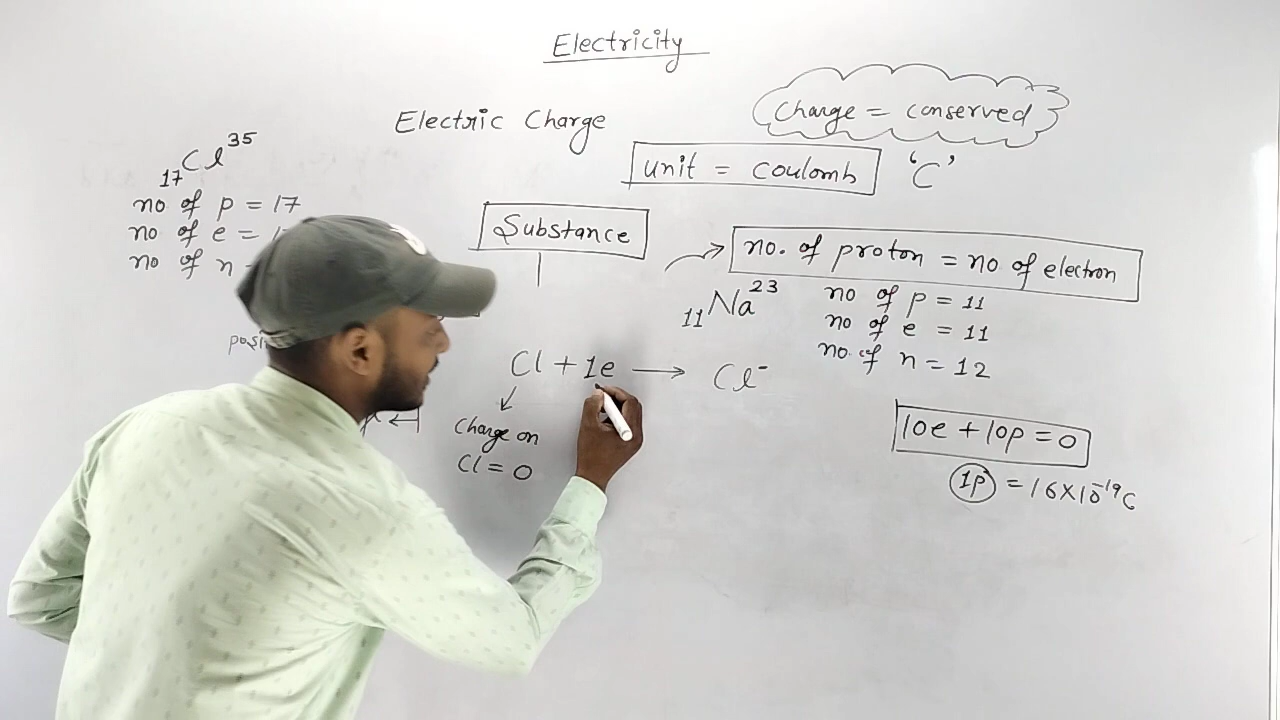 Electricity
Electric Charge
Charge = conserved
unit = coulomb 'C'
₁₇Cl³⁵
no of p = 17
no of e = 1
no of n
Substance
no. of proton = no of electron
₁₁Na²³
no of p = 11
no of e = 11
no. of n = 12
Cl + 1e → Cl⁻
Charge on
Cl = 0
10e + 10p = 0
1p = 16×10⁻¹⁹C